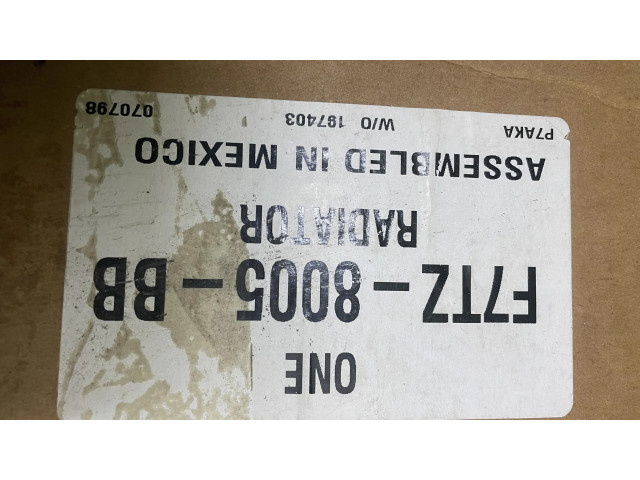 ONE
F7TZ-8005-BB
RADIATOR
ASSEMBLED IN MEXICO
P7AKA W/O 197403 070798